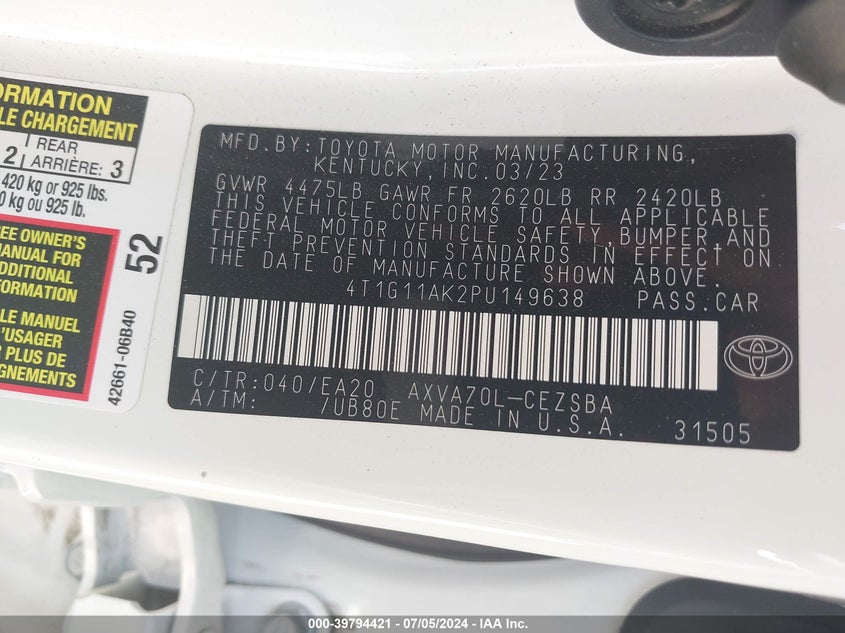 ORMATION
LE CHARGEMENT
2 REAR
ARRIÈRE: 3
420 kg or 925 lbs.
0 kg ou 925 lb.
EE OWNER'S
MANUAL FOR
ADDITIONAL
FORMATION
LE MANUEL
L'USAGER
R PLUS DE
IGNEMENTS
52
42661-06B40
MFD.BY:TOYOTA MOTOR MANUFACTURING,
KENTUCKY,INC.03/23
GVWR 4475LB GAWR FR 2620LB RR 2420LB
THIS VEHICLE CONFORMS TO ALL APPLICABLE
FEDERAL MOTOR VEHICLE SAFETY,BUMPER,AND
THEFT PREVENTION STANDARDS IN EFFECT ON
THE DATE OF MANUFACTURE SHOWN ABOVE.
4T1G11AK2PU149638 PASS.CAR
C/TR:040/EA20 AXVA70L-CEZSBA
A/TM: /UB80E MADE IN U.S.A. 31505
000-39794421 - 07/05/2024 - IAA Inc.